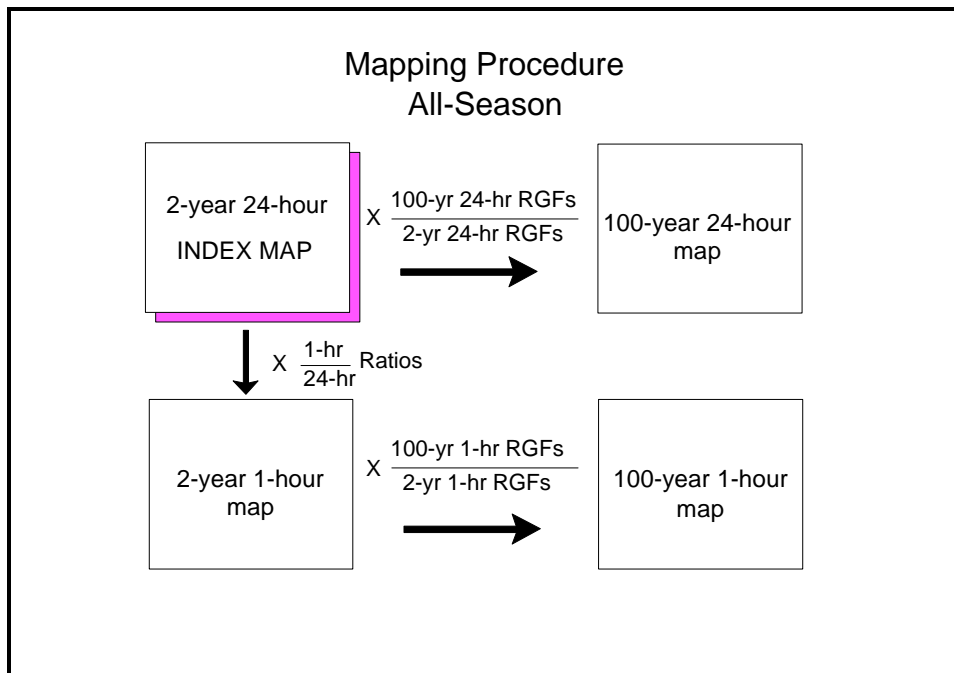 Mapping Procedure
All-Season
2-year 24-hour
INDEX MAP
X
100-yr 24-hr RGFs
2-yr 24-hr RGFs
100-year 24-hour
map
X
1-hr
24-hr
Ratios
2-year 1-hour
map
X
100-yr 1-hr RGFs
2-yr 1-hr RGFs
100-year 1-hour
map